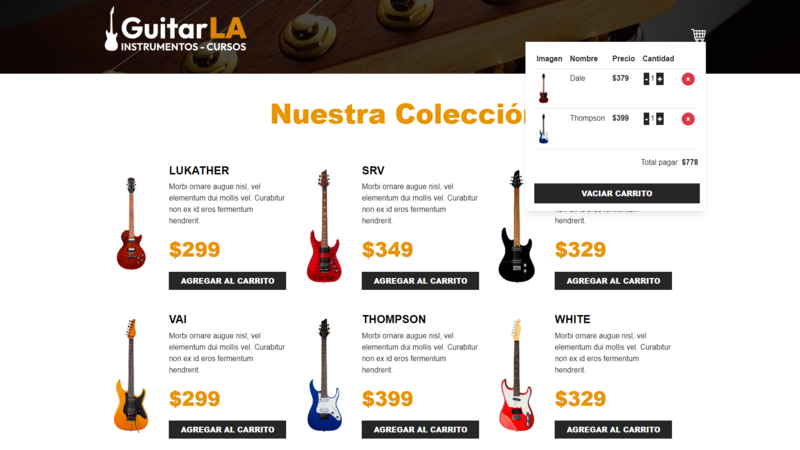 GuitarLA
INSTRUMENTOS - CURSOS
Imagen Nombre Precio Cantidad
Dale $379 - 1 + X
Thompson $399 - 1 + X
Total pagar: $778
VACIAR CARRITO
Nuestra Colección
LUKATHER
Morbi ornare augue nisl, vel
elementum dui mollis vel. Curabitur
non ex id eros fermentum
hendrerit.
$299
AGREGAR AL CARRITO
SRV
Morbi ornare augue nisl, vel
elementum dui mollis vel. Curabitur
non ex id eros fermentum
hendrerit.
$349
AGREGAR AL CARRITO
hendrerit.
$329
AGREGAR AL CARRITO
VAI
Morbi ornare augue nisl, vel
elementum dui mollis vel. Curabitur
non ex id eros fermentum
hendrerit.
$299
AGREGAR AL CARRITO
THOMPSON
Morbi ornare augue nisl, vel
elementum dui mollis vel. Curabitur
non ex id eros fermentum
hendrerit.
$399
AGREGAR AL CARRITO
WHITE
Morbi ornare augue nisl, vel
elementum dui mollis vel. Curabitur
non ex id eros fermentum
hendrerit.
$329
AGREGAR AL CARRITO